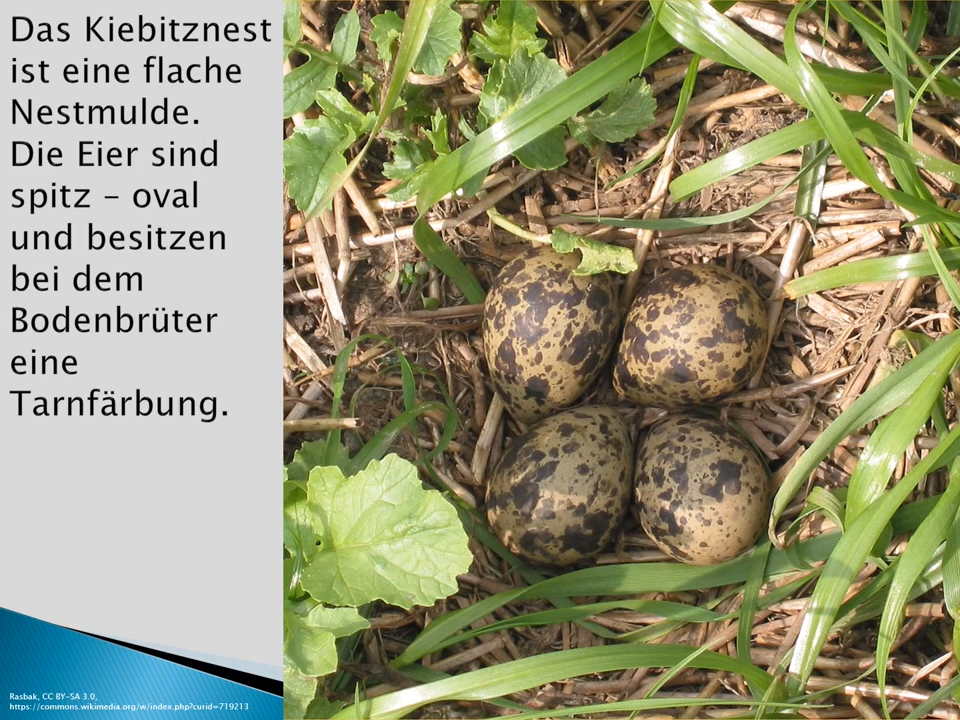 Das Kiebitznest
ist eine flache
Nestmulde.
Die Eier sind
spitz – oval
und besitzen
bei dem
Bodenbrüter
eine
Tarnfärbung.
Rasbak, CC BY-SA 3.0,
https://commons.wikimedia.org/w/index.php?curid=719213